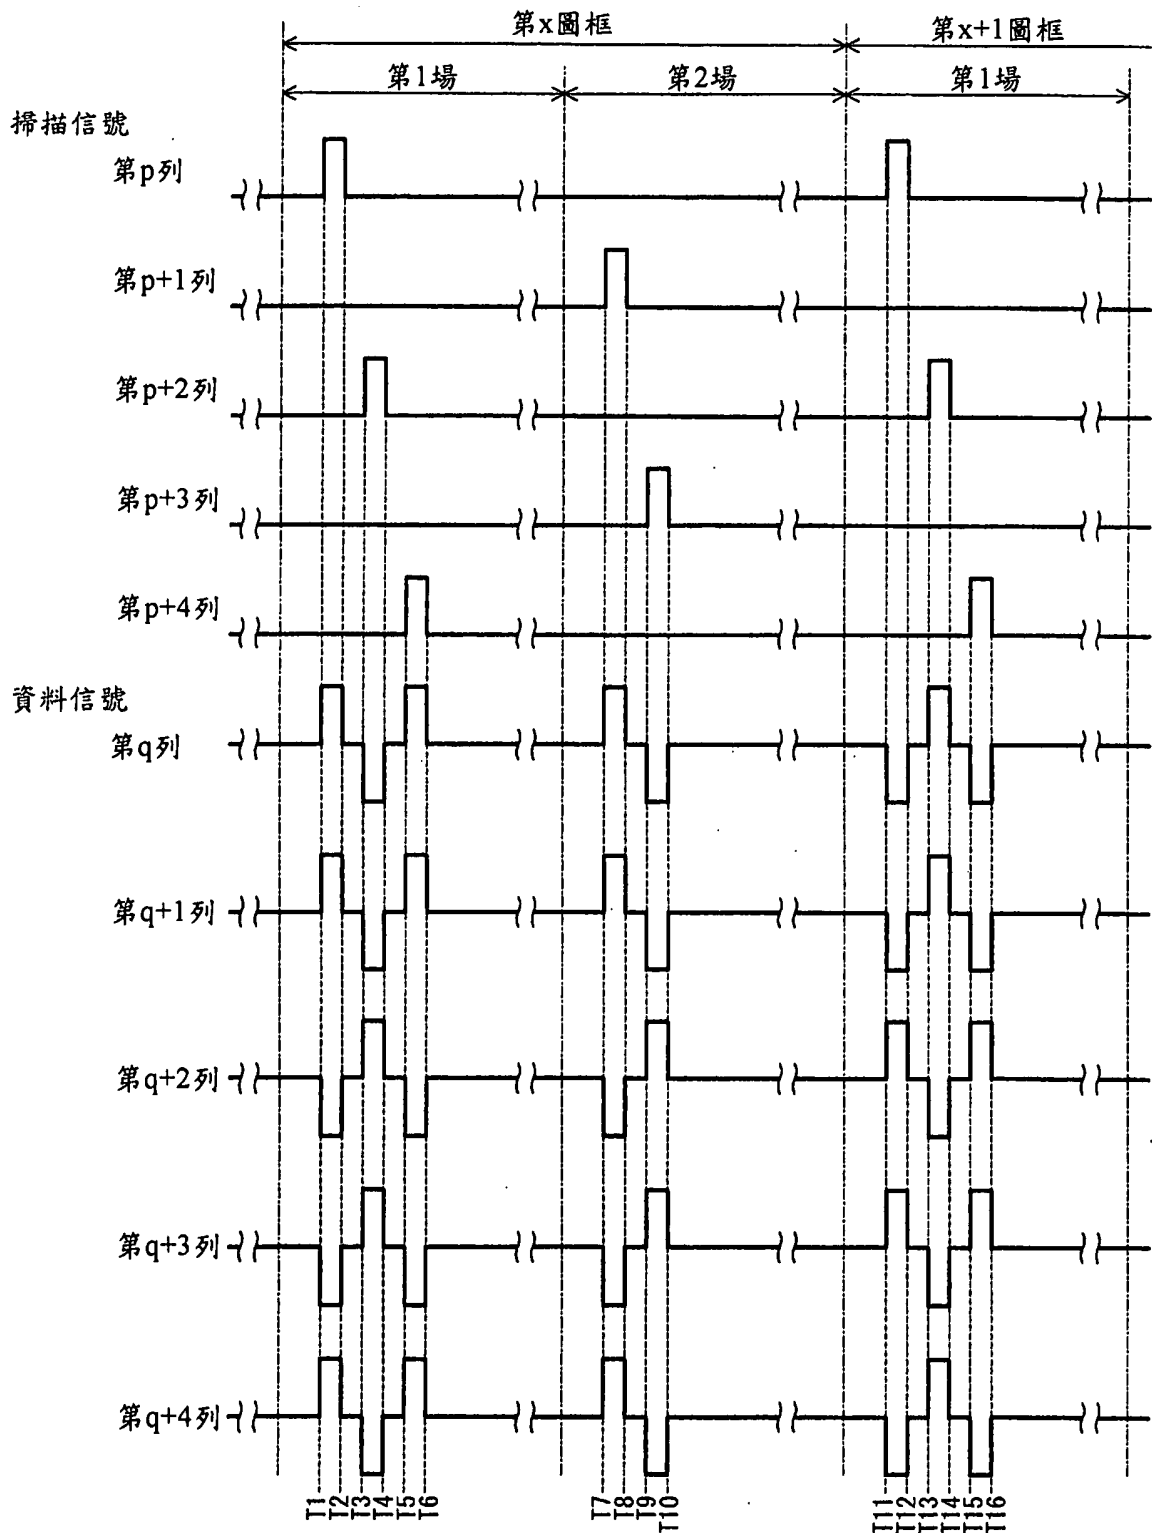 第x圖框
第x+1圖框
第1場
第2場
第1場
掃描信號
第p列
第p+1列
第p+2列
第p+3列
第p+4列
資料信號
第q列
第q+1列
第q+2列
第q+3列
第q+4列
T1
T2
T3
T4
T5
T6
T7
T8
T9
T10
T11
T12
T13
T14
T15
T16